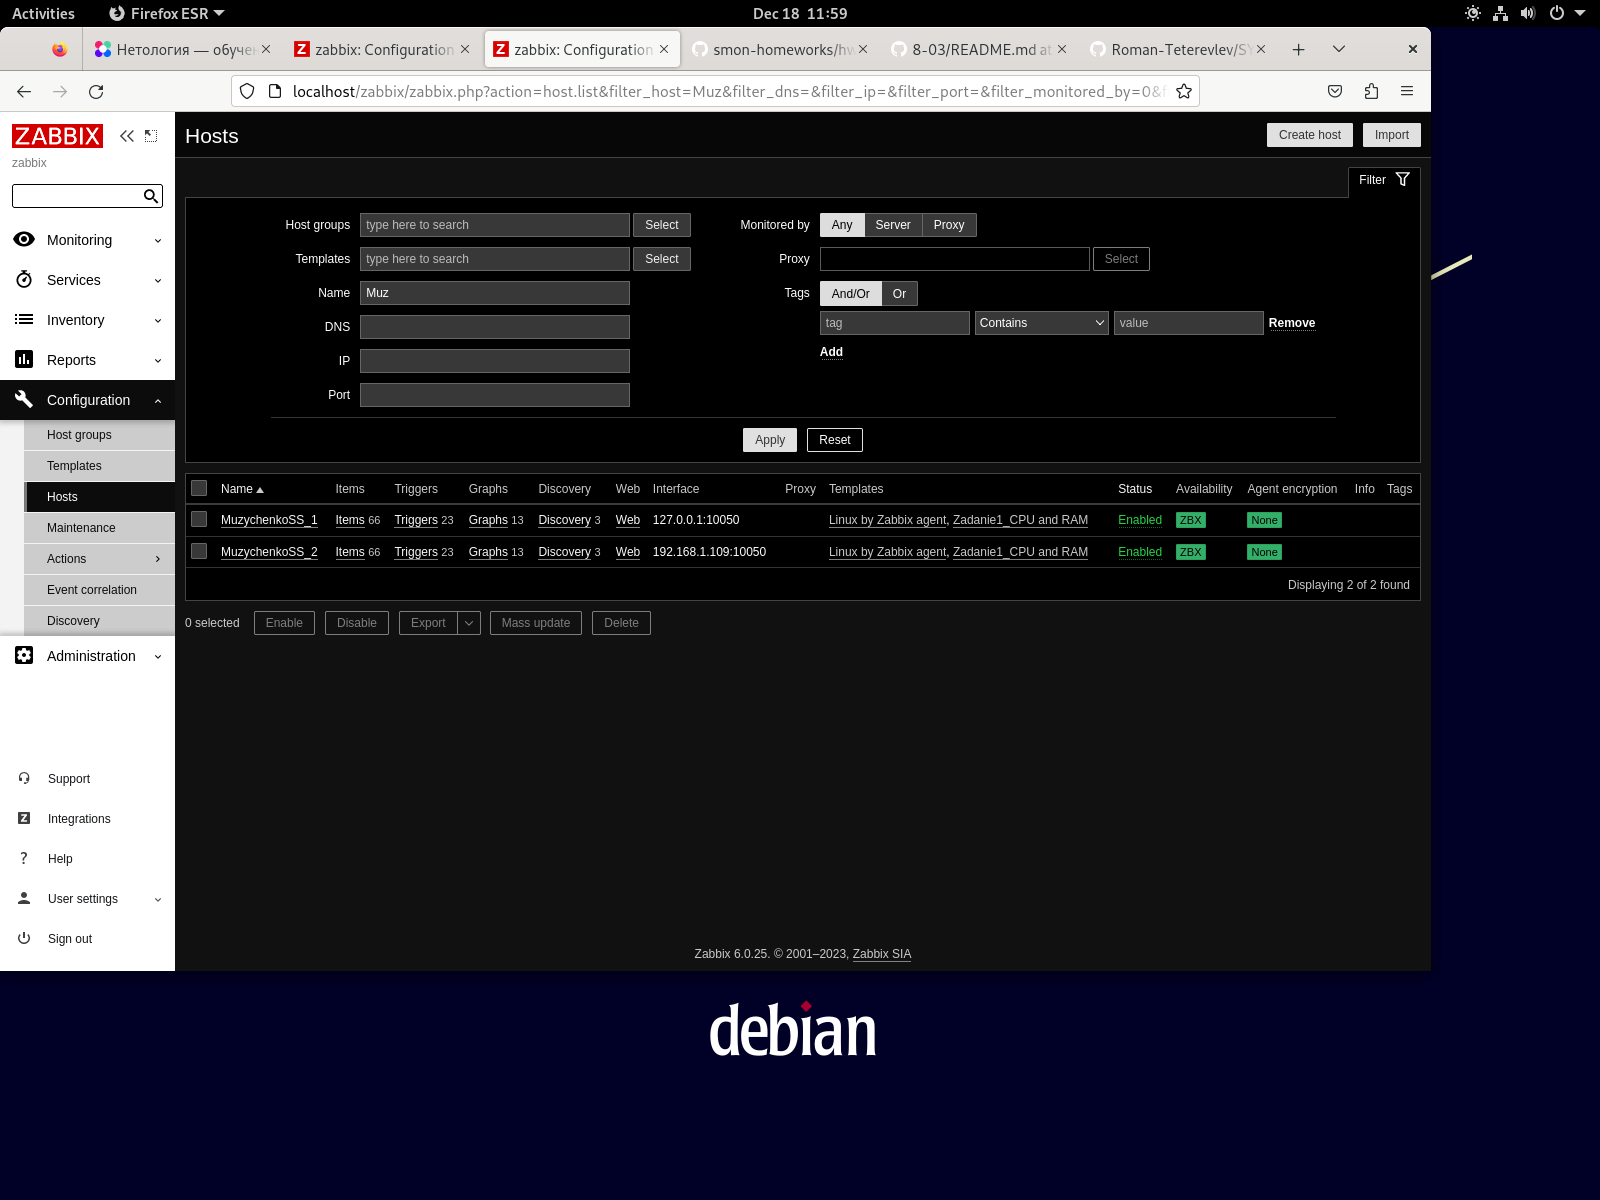 Activities Firefox ESR Dec 18 11:59
Нетология — обучен zabbix: Configuration zabbix: Configuration smon-homeworks/hw 8-03/README.md at Roman-Teterevlev/SY
localhost/zabbix/zabbix.php?action=host.list&filter_host=Muz&filter_dns=&filter_ip=&filter_port=&filter_monitored_by=0&f
ZABBIX
zabbix
Monitoring
Services
Inventory
Reports
Configuration
Host groups
Templates
Hosts
Maintenance
Actions
Event correlation
Discovery
Administration
Support
Integrations
Help
User settings
Sign out
Hosts Create host Import
Filter
Host groups type here to search Select Monitored by Any Server Proxy
Templates type here to search Select Proxy Select
Name Muz Tags And/Or Or
DNS tag Contains value Remove
IP Add
Port
Apply Reset
Name Items Triggers Graphs Discovery Web Interface Proxy Templates Status Availability Agent encryption Info Tags
MuzychenkoSS_1 Items 66 Triggers 23 Graphs 13 Discovery 3 Web 127.0.0.1:10050 Linux by Zabbix agent, Zadanie1_CPU and RAM Enabled ZBX None
MuzychenkoSS_2 Items 66 Triggers 23 Graphs 13 Discovery 3 Web 192.168.1.109:10050 Linux by Zabbix agent, Zadanie1_CPU and RAM Enabled ZBX None
Displaying 2 of 2 found
0 selected Enable Disable Export Mass update Delete
Zabbix 6.0.25. © 2001–2023, Zabbix SIA
debian